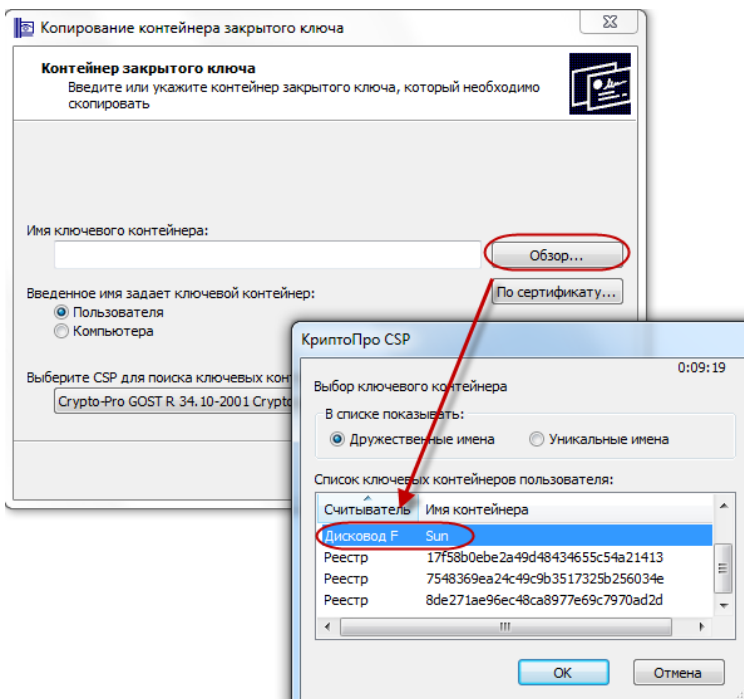 Копирование контейнера закрытого ключа
Контейнер закрытого ключа
Введите или укажите контейнер закрытого ключа, который необходимо
скопировать
Имя ключевого контейнера:
Обзор...
Введенное имя задает ключевой контейнер:
По сертификату...
Пользователя
Компьютера
Выберите CSP для поиска ключевых кон
Crypto-Pro GOST R 34.10-2001 Crypto
КриптоПро CSP
0:09:19
Выбор ключевого контейнера
В списке показывать:
Дружественные имена Уникальные имена
Список ключевых контейнеров пользователя:
Считыватель Имя контейнера
Дисковод F Sun
Реестр 17f58b0ebe2a49d48434655c54a21413
Реестр 7548369ea24c49c9b3517325b256034e
Реестр 8de271ae96ec48ca8977e69c7970ad2d
ОК Отмена